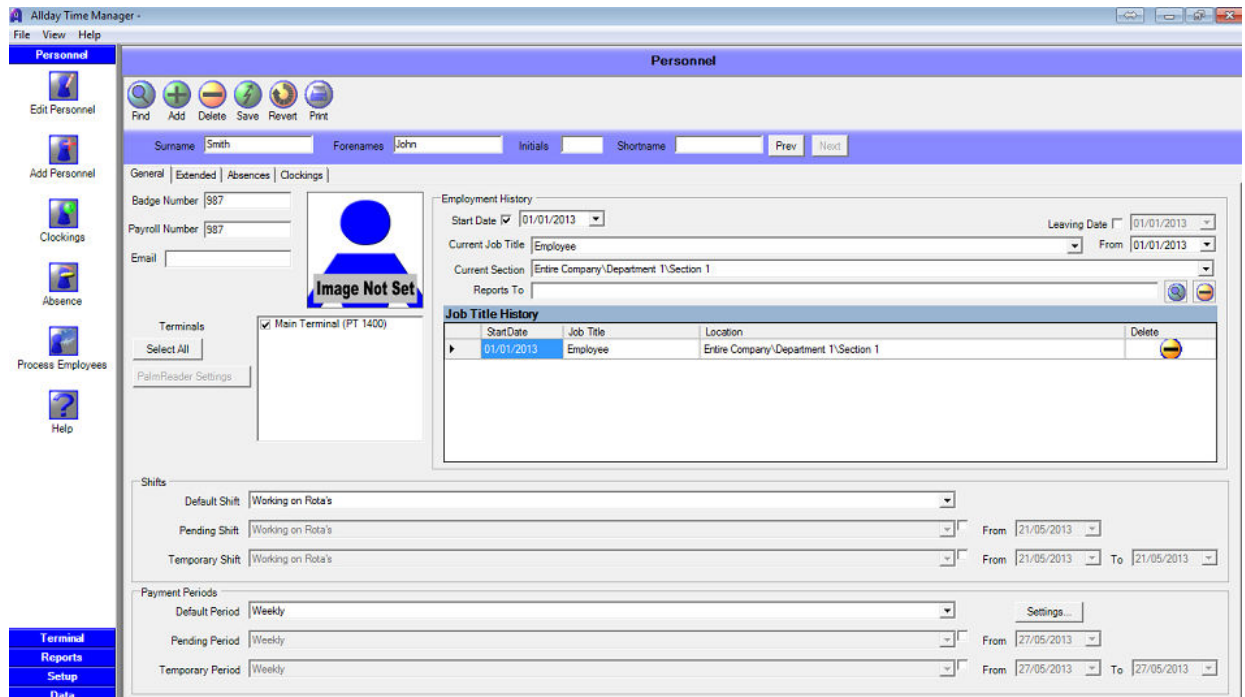 Allday Time Manager -
File View Help
Personnel
Personnel
Edit Personnel
Add Personnel
Clockings
Absence
Process Employees
Help
Terminal
Reports
Setup
Data
Find Add Delete Save Revert Print
Surname Smith Forenames John Initials Shortname Prev Next
General Extended Absences Clockings
Badge Number 987
Payroll Number 987
Email
Image Not Set
Terminals
Select All
PalmReader Settings
Main Terminal (PT 1400)
Employment History
Start Date 01/01/2013 Leaving Date 01/01/2013
Current Job Title Employee From 01/01/2013
Current Section Entire Company\Department 1\Section 1
Reports To
Job Title History
StartDate Job Title Location Delete
01/01/2013 Employee Entire Company\Department 1\Section 1
Shifts
Default Shift Working on Rota's
Pending Shift Working on Rota's From 21/05/2013
Temporary Shift Working on Rota's From 21/05/2013 To 21/05/2013
Payment Periods
Default Period Weekly Settings...
Pending Period Weekly From 27/05/2013
Temporary Period Weekly From 27/05/2013 To 27/05/2013